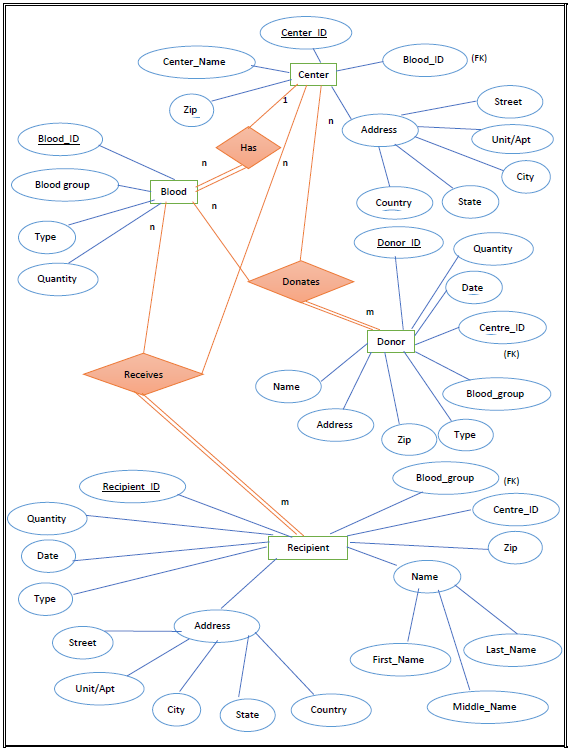 Center_ID
Center_Name
Blood_ID (FK)
Center
Zip
1
Street
n
Address
Unit/Apt
Blood_ID
Has
n
n
City
Blood group
Blood
Country
State
n
n
Type
Donor_ID
Quantity
Quantity
Donates
Date
m
Centre_ID
Donor
(FK)
Receives
Name
Blood_group
Address
Zip
Type
Blood_group
(FK)
Recipient_ID
m
Centre_ID
Quantity
Recipient
Zip
Date
Name
Type
Address
Street
Last_Name
First_Name
Unit/Apt
City
State
Country
Middle_Name